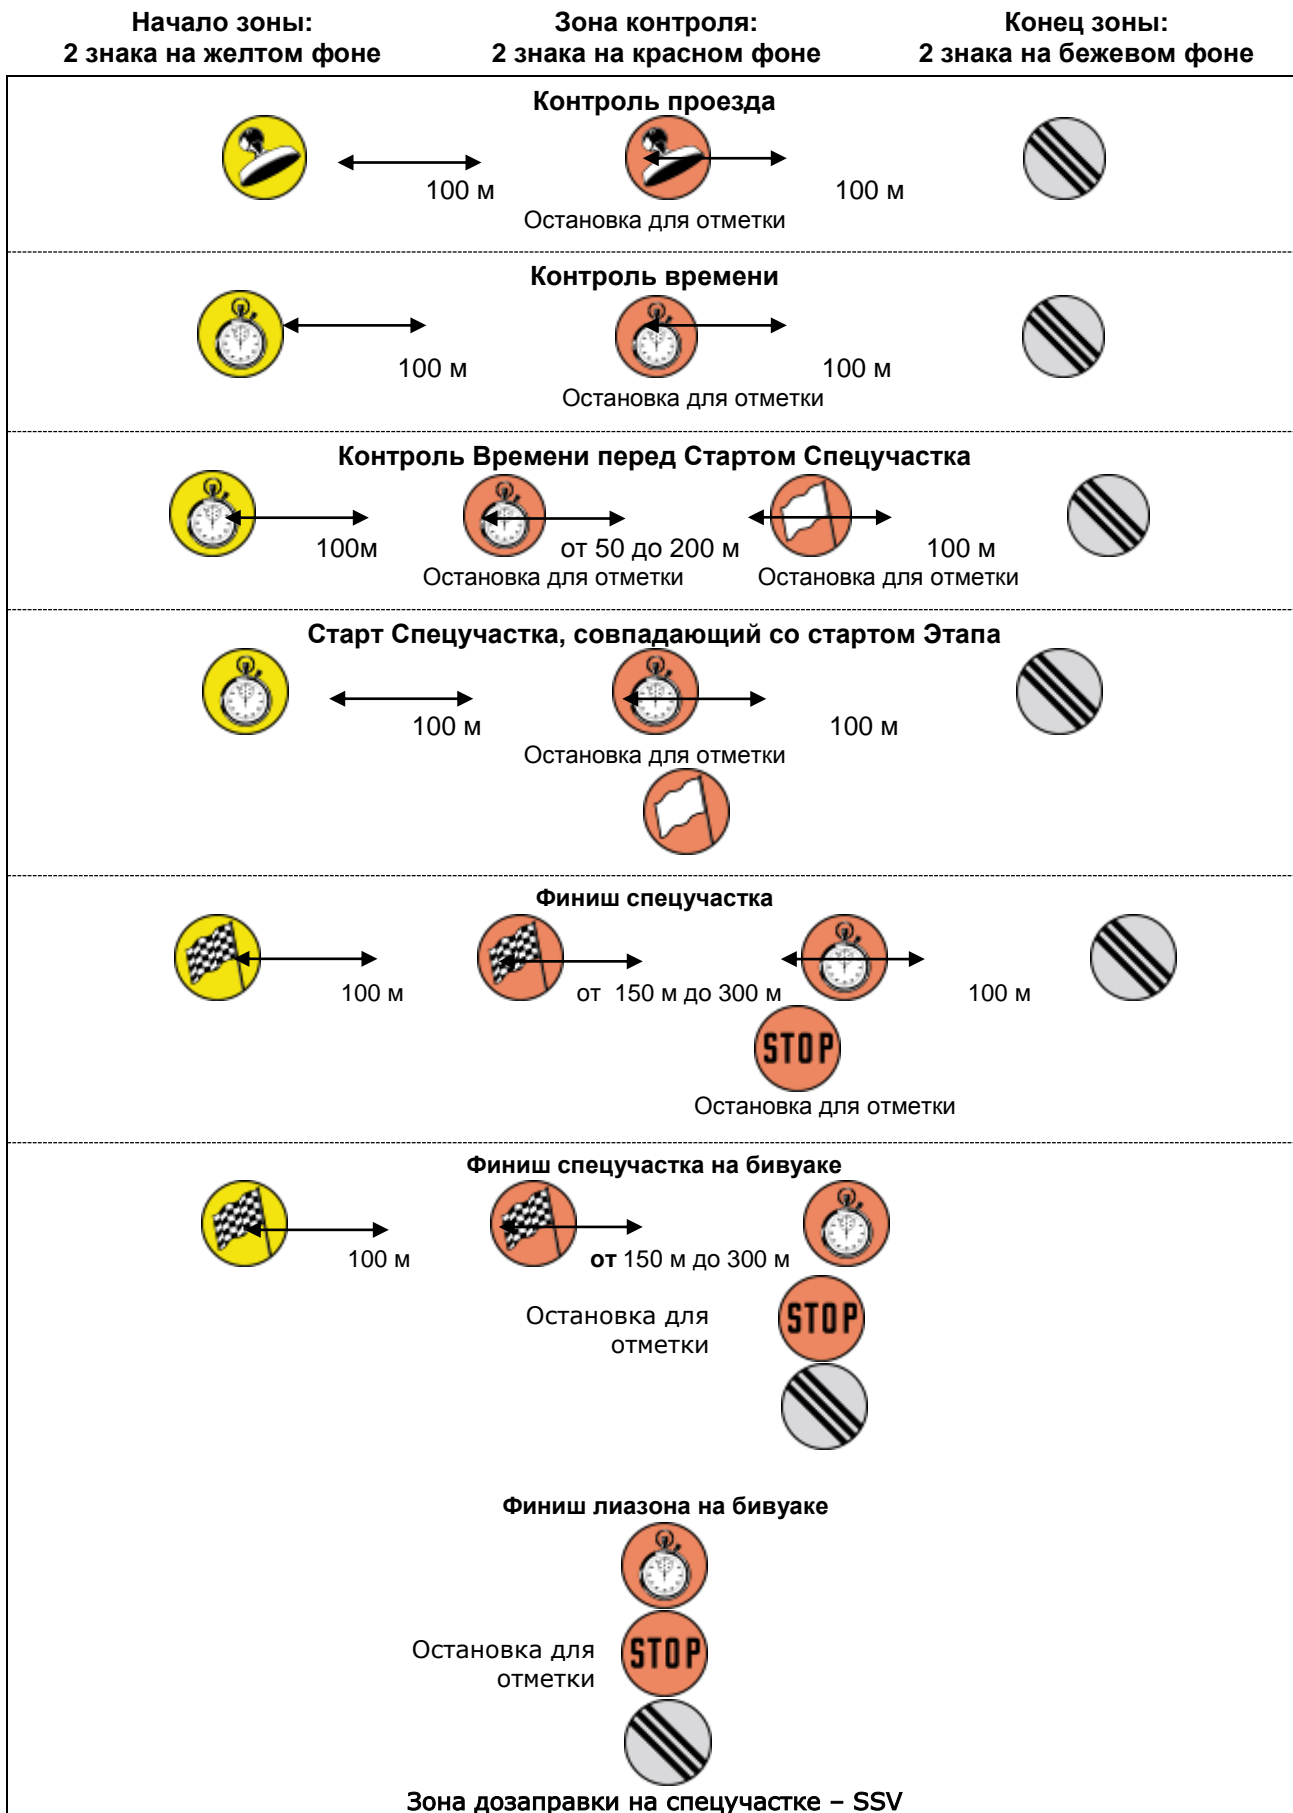 Начало зоны: Зона контроля: Конец зоны:
2 знака на желтом фоне 2 знака на красном фоне 2 знака на бежевом фоне
Контроль проезда
100 м 100 м
Остановка для отметки
Контроль времени
100 м 100 м
Остановка для отметки
Контроль Времени перед Стартом Спецучастка
100м от 50 до 200 м 100 м
Остановка для отметки Остановка для отметки
Старт Спецучастка, совпадающий со стартом Этапа
100 м 100 м
Остановка для отметки
Финиш спецучастка
100 м от 150 м до 300 м 100 м
STOP
Остановка для отметки
Финиш спецучастка на бивуаке
100 м от 150 м до 300 м
Остановка для STOP
отметки
Финиш лиазона на бивуаке
Остановка для STOP
отметки
Зона дозаправки на спецучастке – SSV